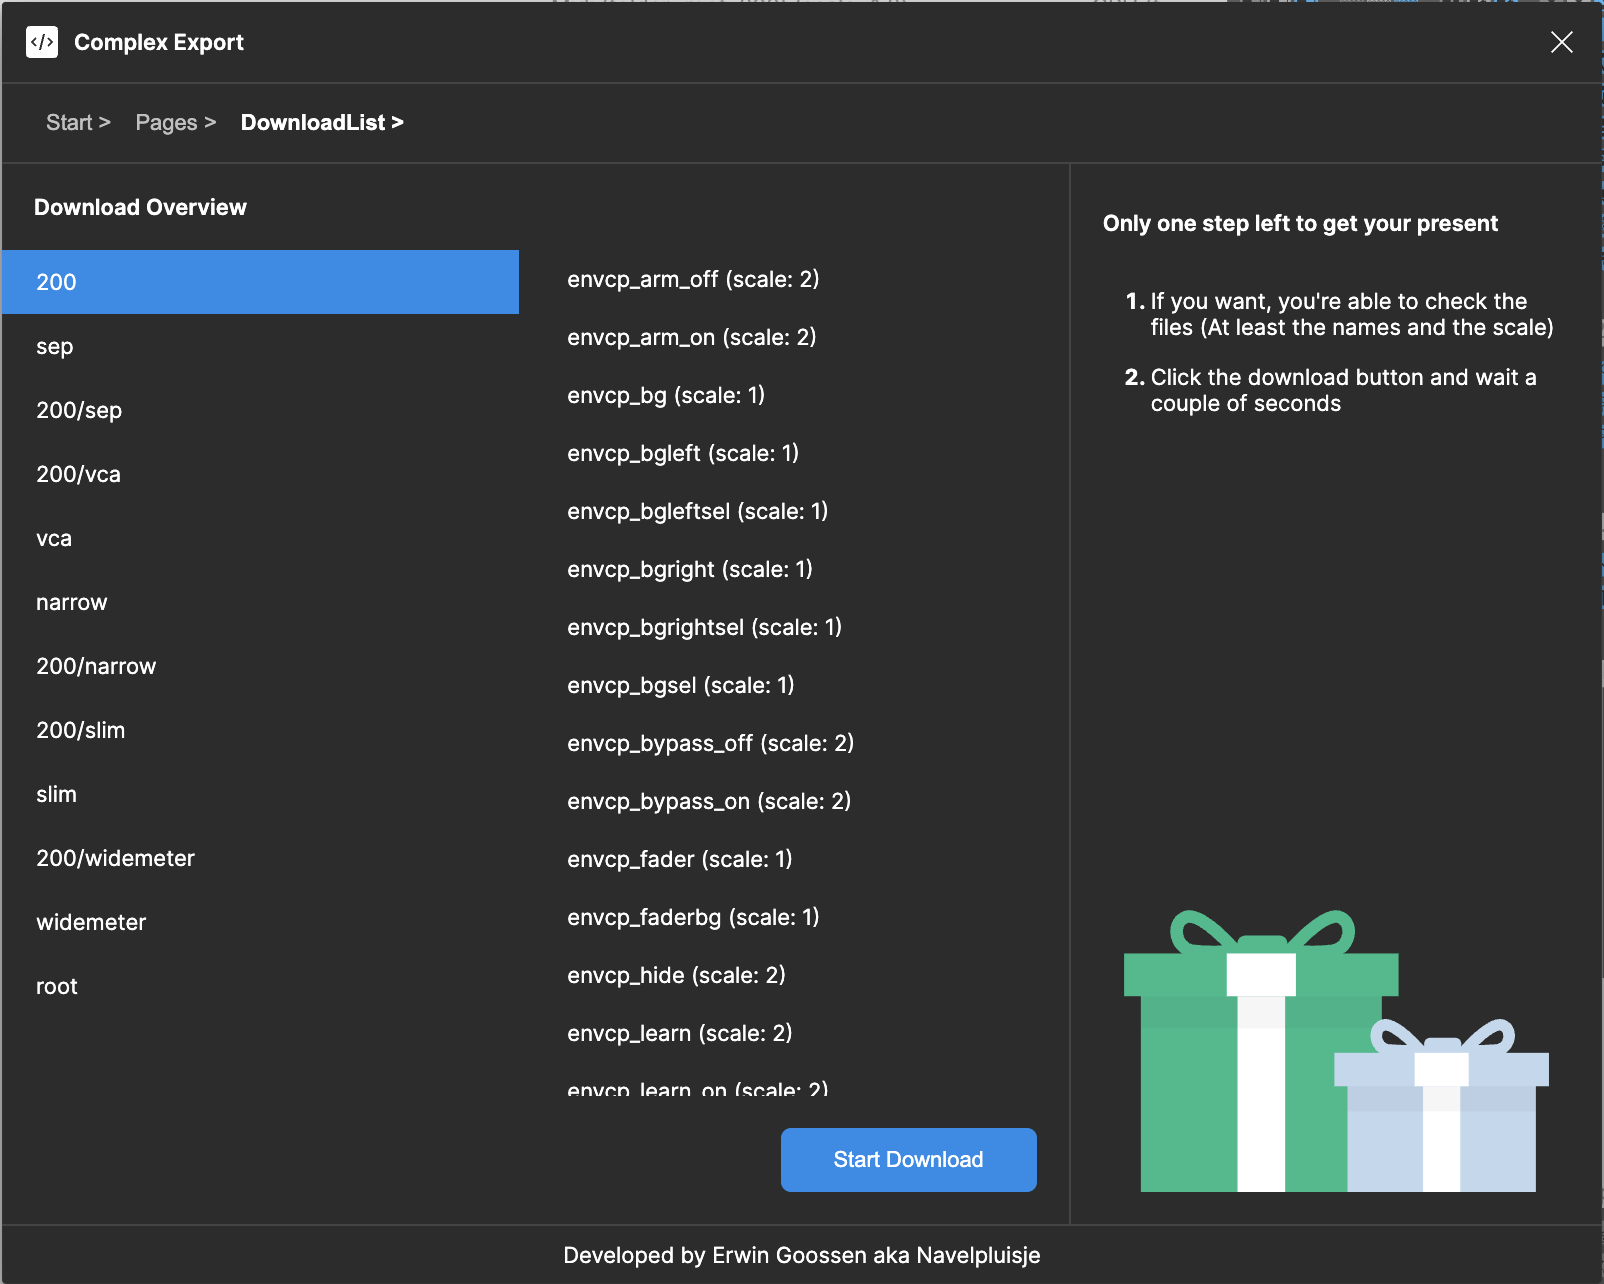 </> Complex Export
Start > Pages > DownloadList >
Download Overview
200
sep
200/sep
200/vca
vca
narrow
200/narrow
200/slim
slim
200/widemeter
widemeter
root
envcp_arm_off (scale: 2)
envcp_arm_on (scale: 2)
envcp_bg (scale: 1)
envcp_bgleft (scale: 1)
envcp_bgleftsel (scale: 1)
envcp_bgright (scale: 1)
envcp_bgrightsel (scale: 1)
envcp_bgsel (scale: 1)
envcp_bypass_off (scale: 2)
envcp_bypass_on (scale: 2)
envcp_fader (scale: 1)
envcp_faderbg (scale: 1)
envcp_hide (scale: 2)
envcp_learn (scale: 2)
envcp_learn_on (scale: 2)
Start Download
Only one step left to get your present
1. If you want, you're able to check the
files (At least the names and the scale)
2. Click the download button and wait a
couple of seconds
Developed by Erwin Goossen aka Navelpluisje